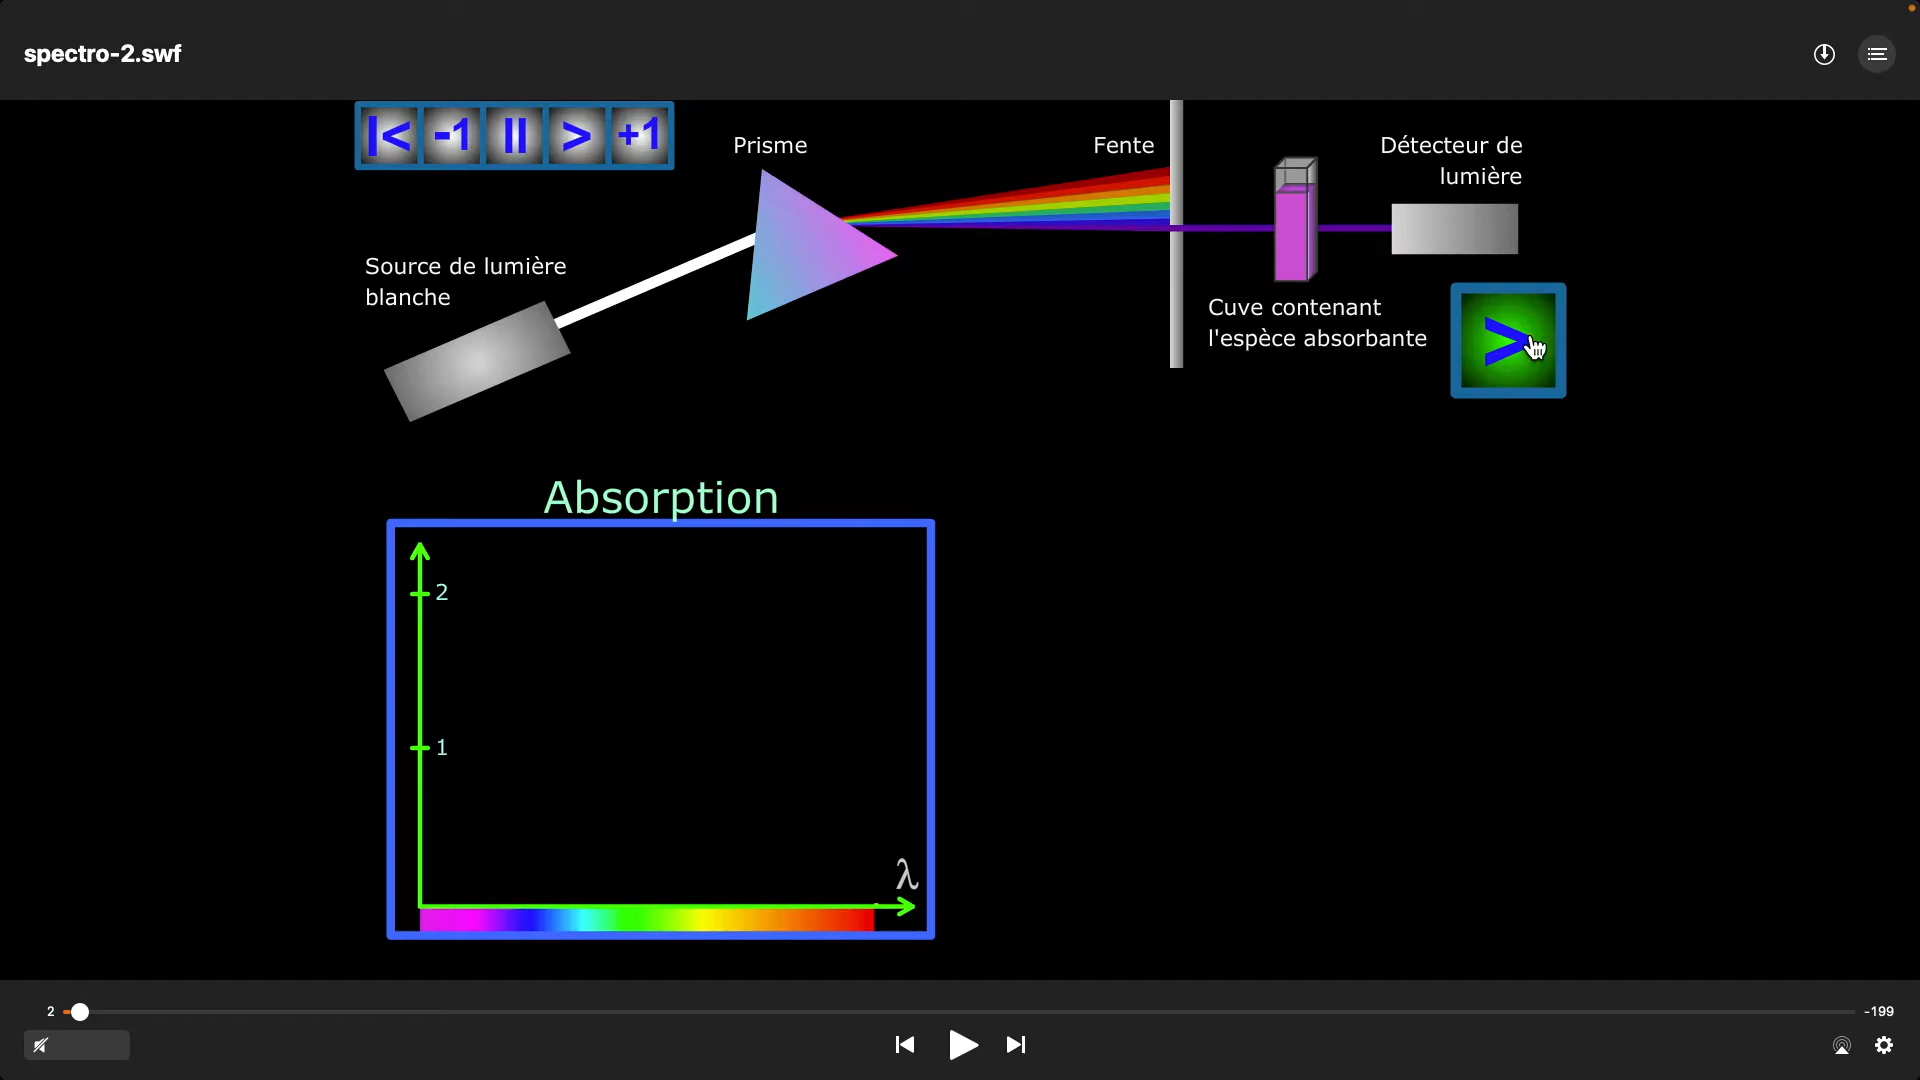 spectro-2.swf
|< -1 || > +1
Prisme
Fente
Détecteur de
lumière
Source de lumière
blanche
Cuve contenant
l'espèce absorbante
>
Absorption
2
1
λ
2
-199